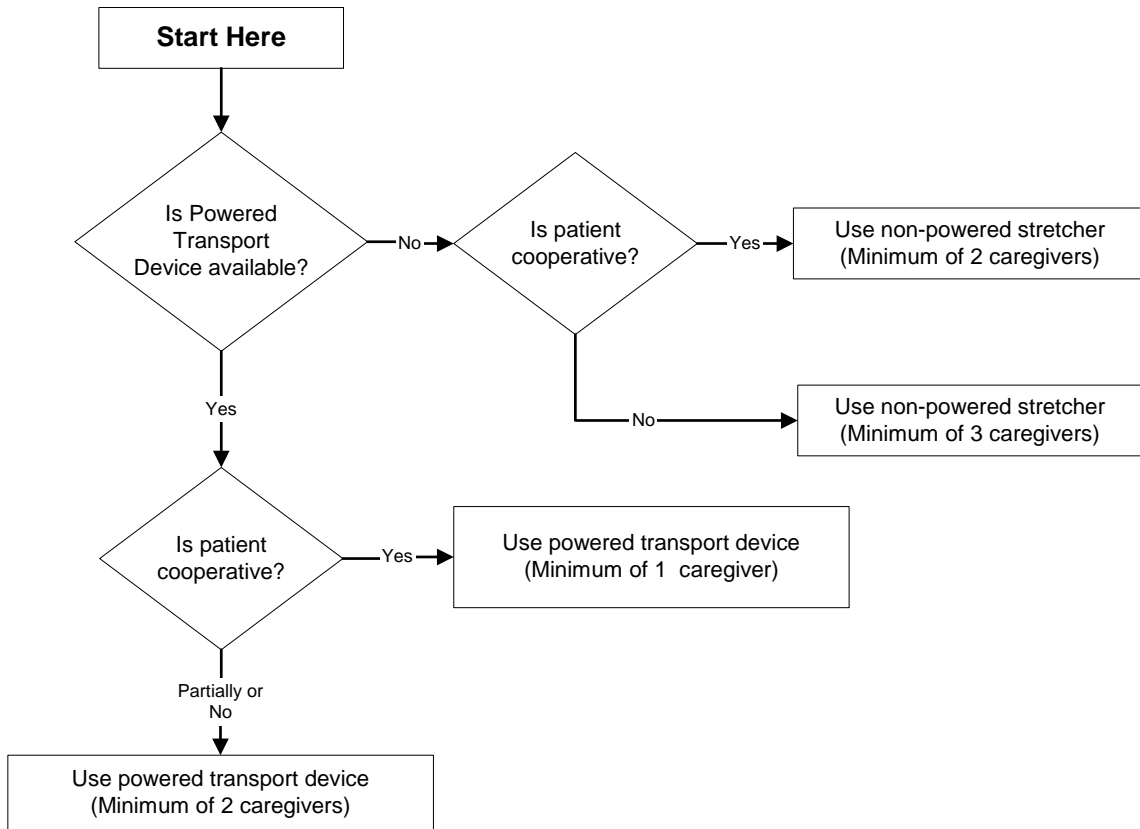 Start Here
Is Powered
Transport
Device available?
No
Is patient
cooperative?
Yes
Use non-powered stretcher
(Minimum of 2 caregivers)
No
Use non-powered stretcher
(Minimum of 3 caregivers)
Yes
Is patient
cooperative?
Yes
Use powered transport device
(Minimum of 1 caregiver)
Partially or
No
Use powered transport device
(Minimum of 2 caregivers)